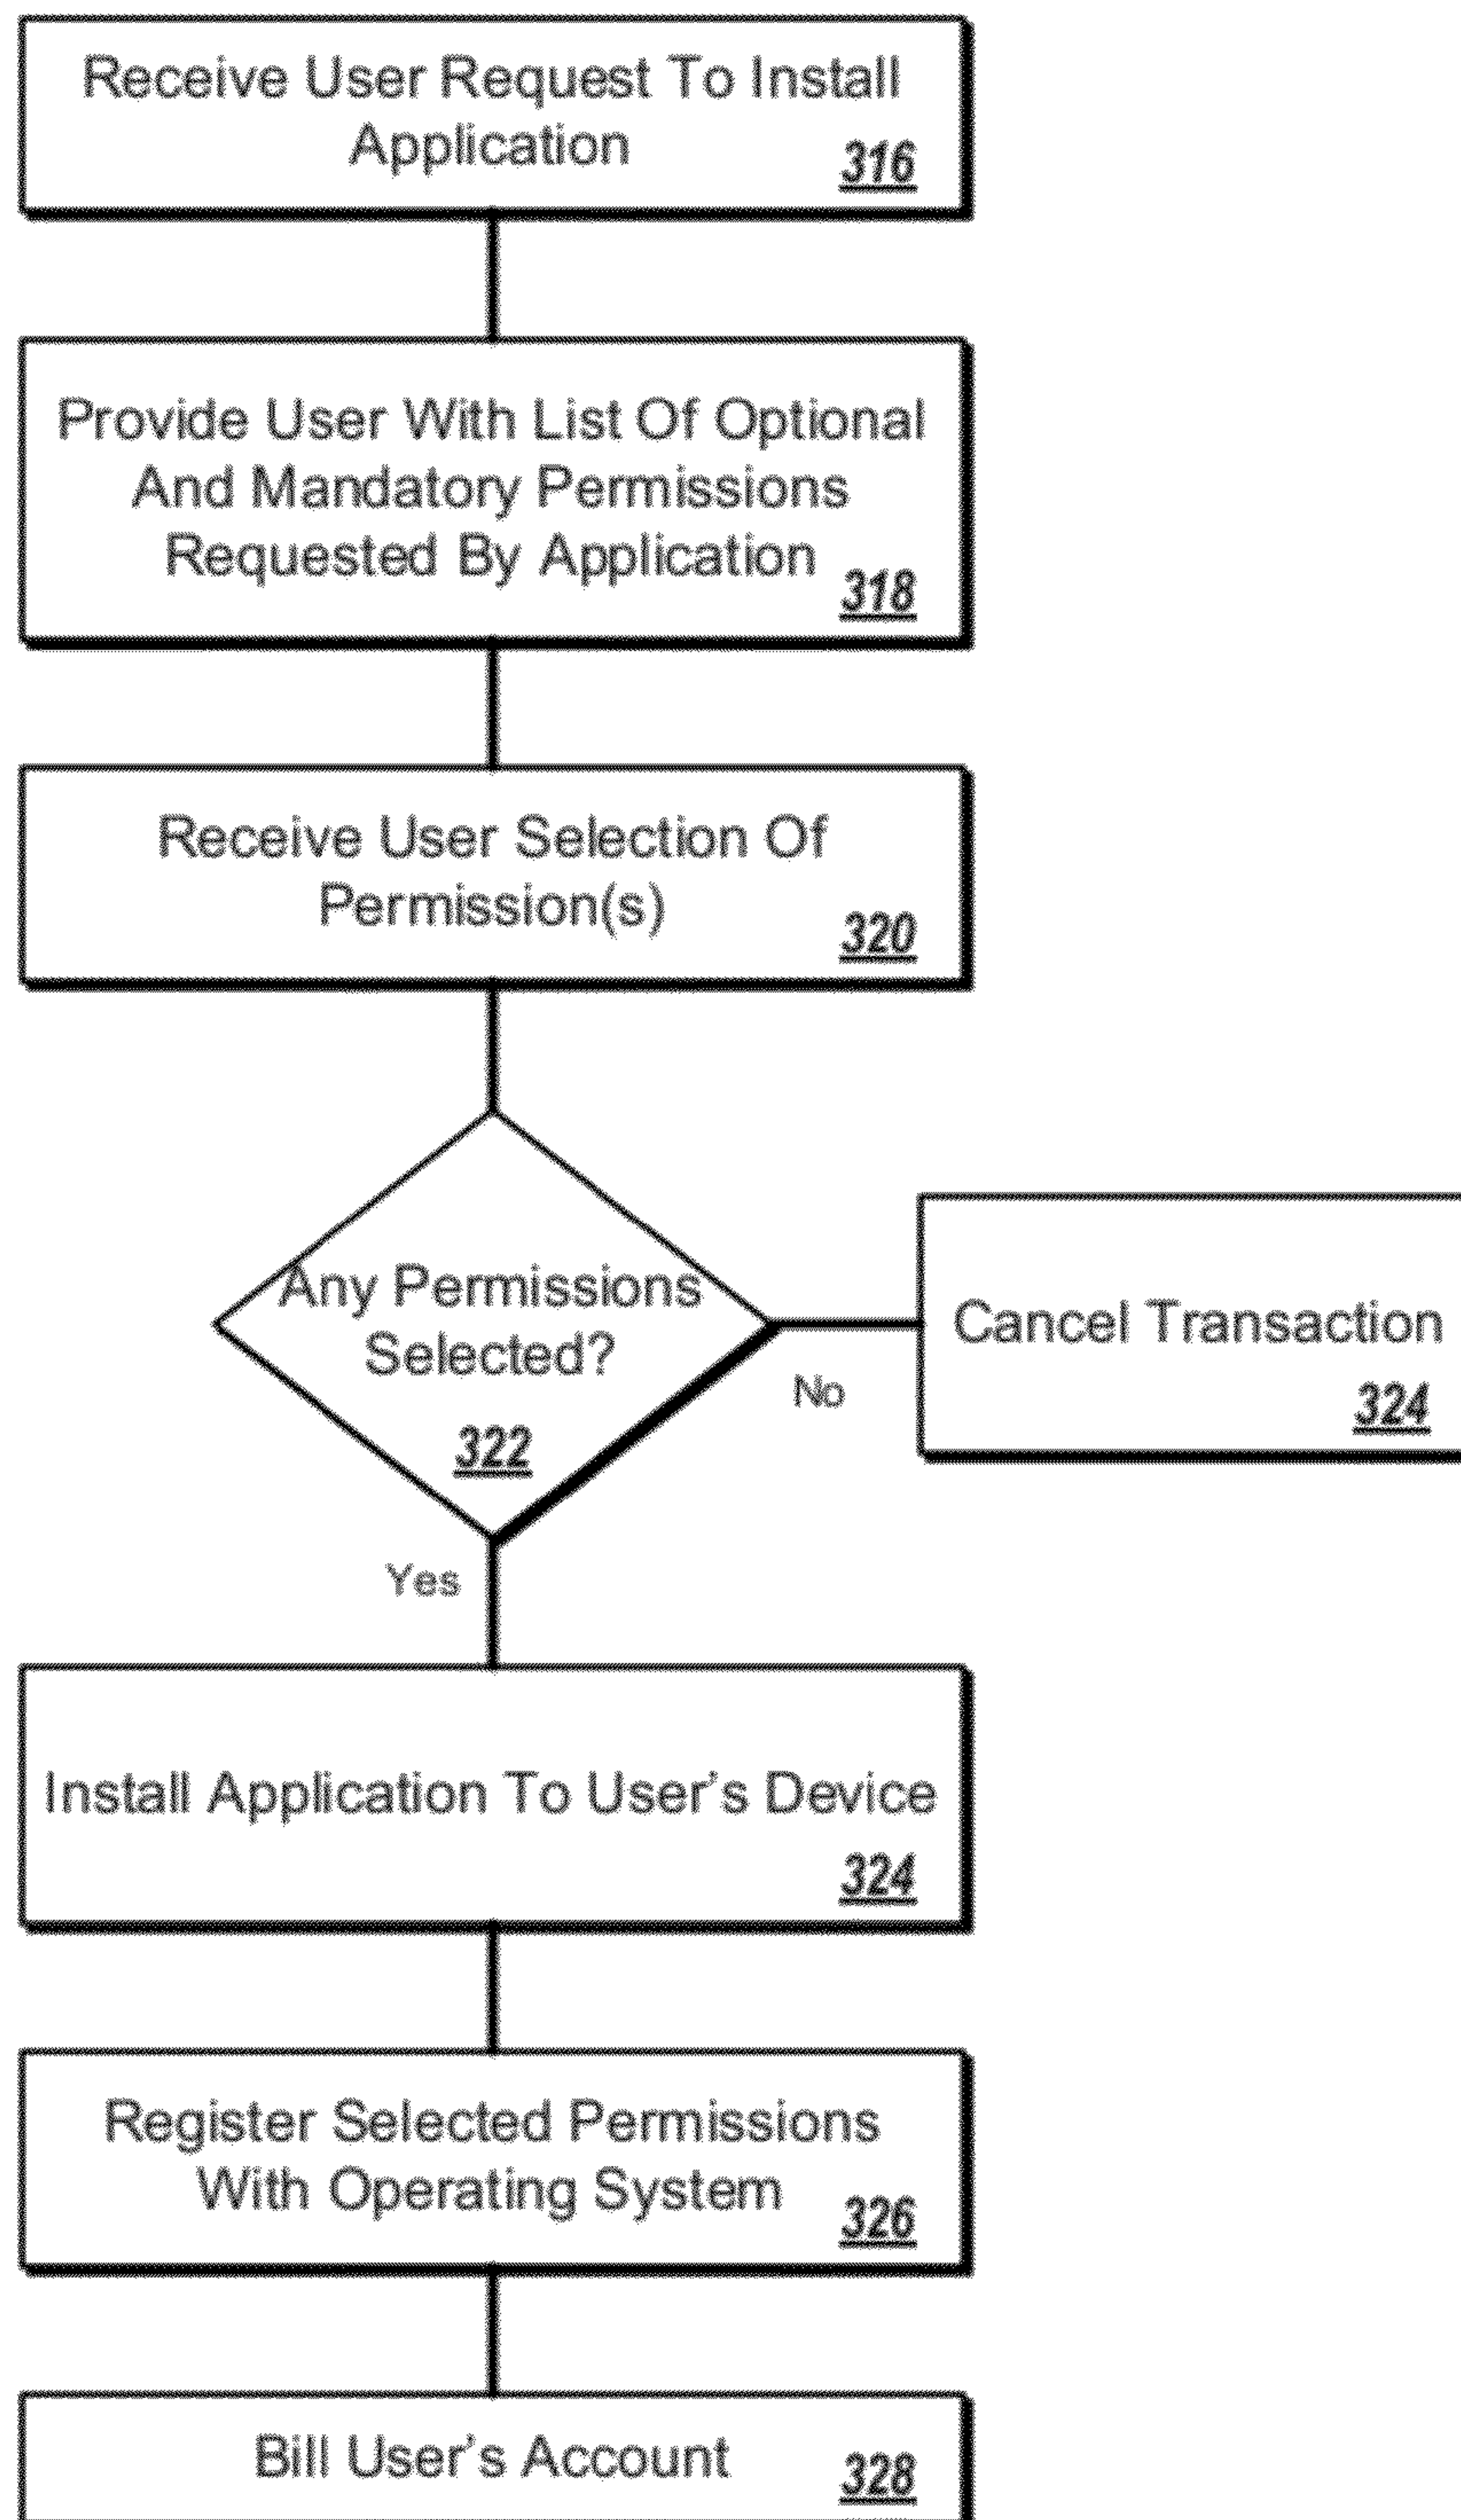 Receive User Request To Install
Application
316
Provide User With List Of Optional
And Mandatory Permissions
Requested By Application
318
Receive User Selection Of
Permission(s)
320
Any Permissions
Selected?
322
No
Cancel Transaction
324
Yes
Install Application To User's Device
324
Register Selected Permissions
With Operating System
326
Bill User's Account
328